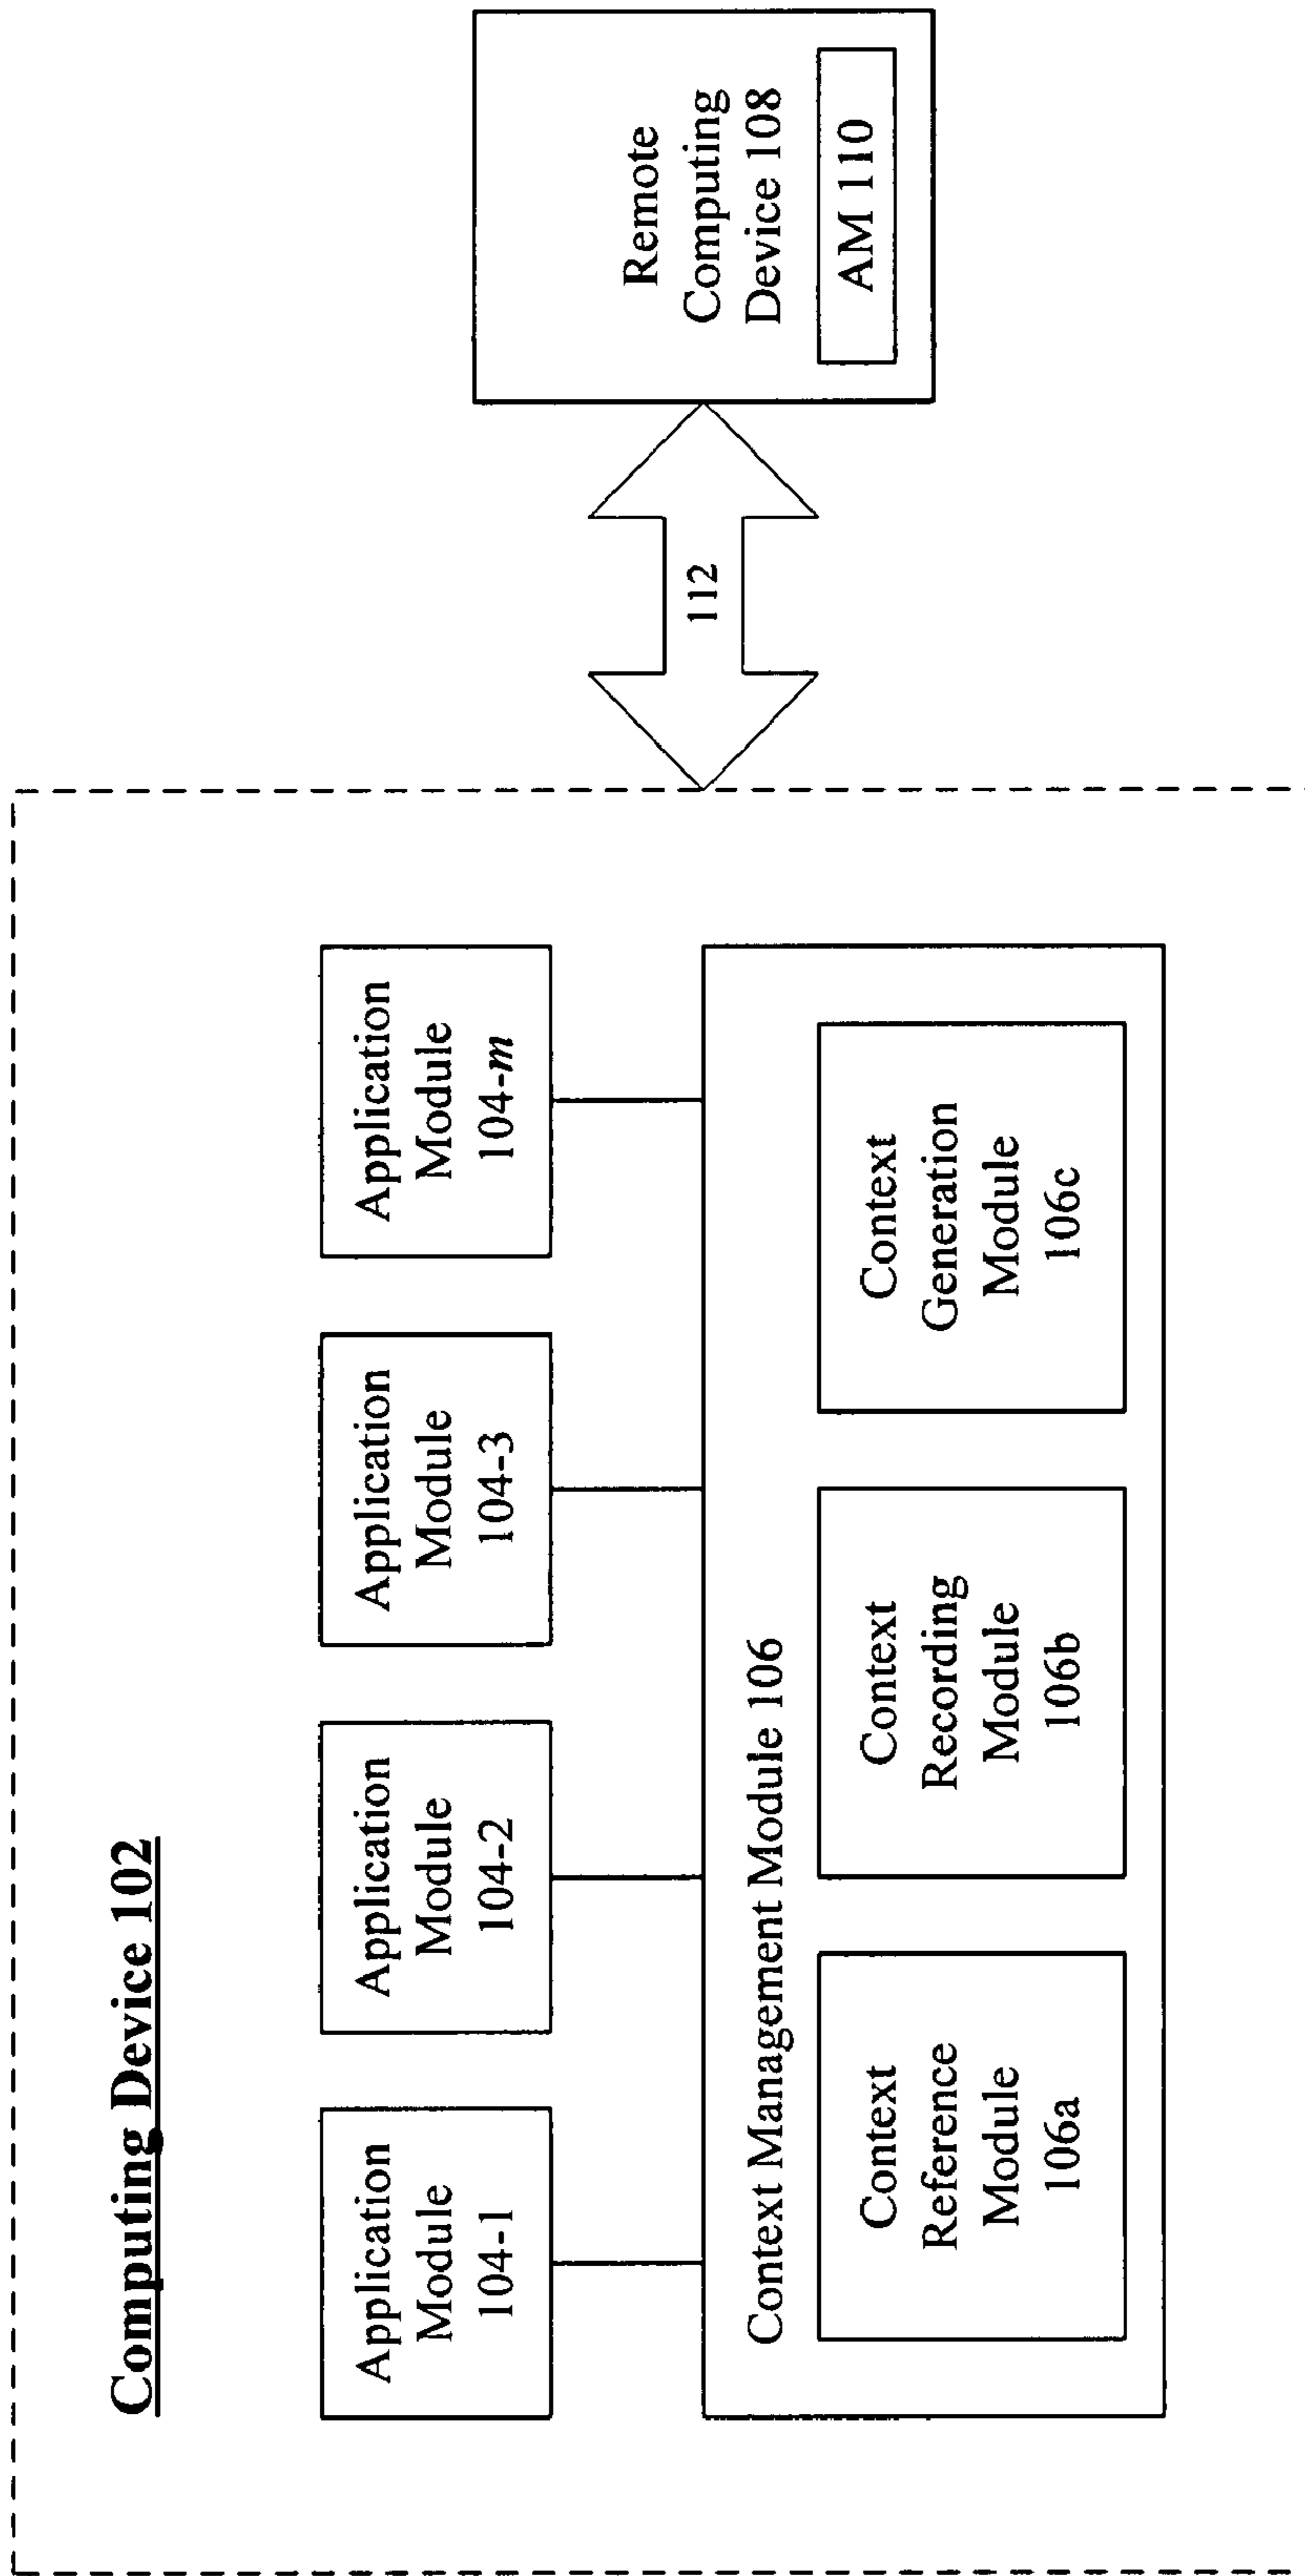 Computing Device 102
Application
Module
104-1
Application
Module
104-2
Application
Module
104-3
Application
Module
104-m
Context Management Module 106
Context
Reference
Module
106a
Context
Recording
Module
106b
Context
Generation
Module
106c
112
Remote
Computing
Device 108
AM 110